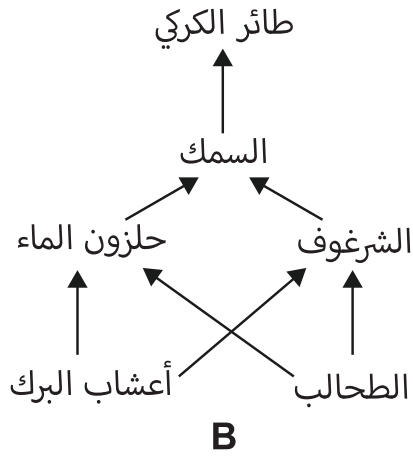 طائر الكركي
السمك
الشرغوف
حلزون الماء
الطحالب
أعشاب البرك
B